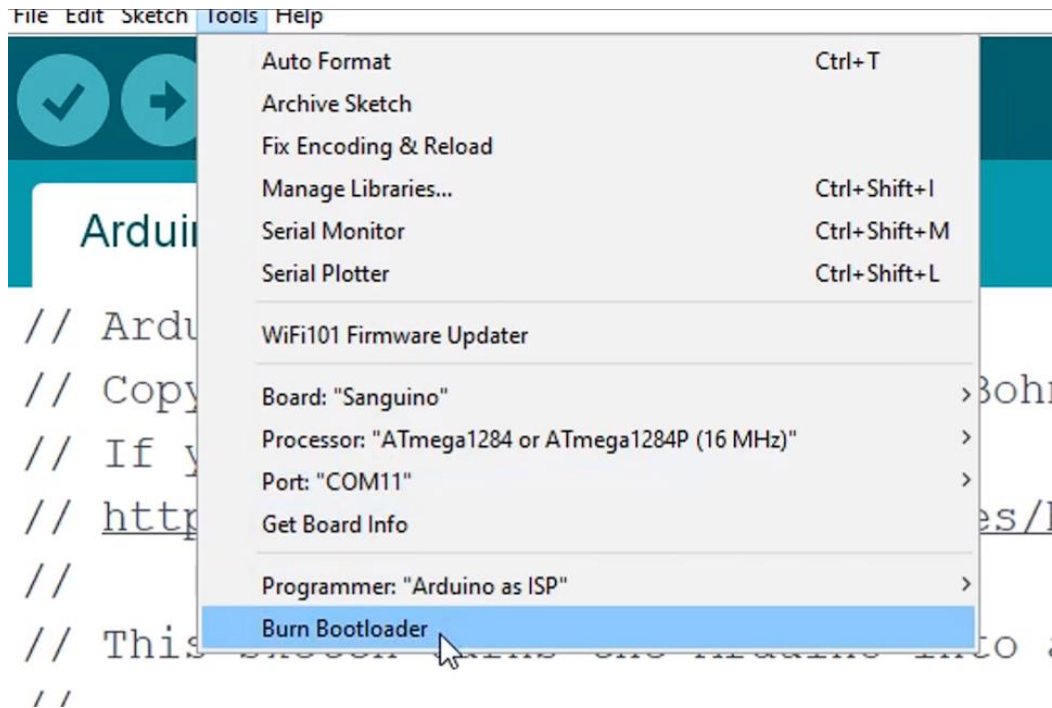 File Edit Sketch Tools Help
Auto Format Ctrl+T
Archive Sketch
Fix Encoding & Reload
Manage Libraries... Ctrl+Shift+I
Serial Monitor Ctrl+Shift+M
Serial Plotter Ctrl+Shift+L
WiFi101 Firmware Updater
Board: "Sanguino"
Processor: "ATmega1284 or ATmega1284P (16 MHz)"
Port: "COM11"
Get Board Info
Programmer: "Arduino as ISP"
Burn Bootloader
Ardui
// Ardu
// Copy
// If y
// http es/
//
// This
//